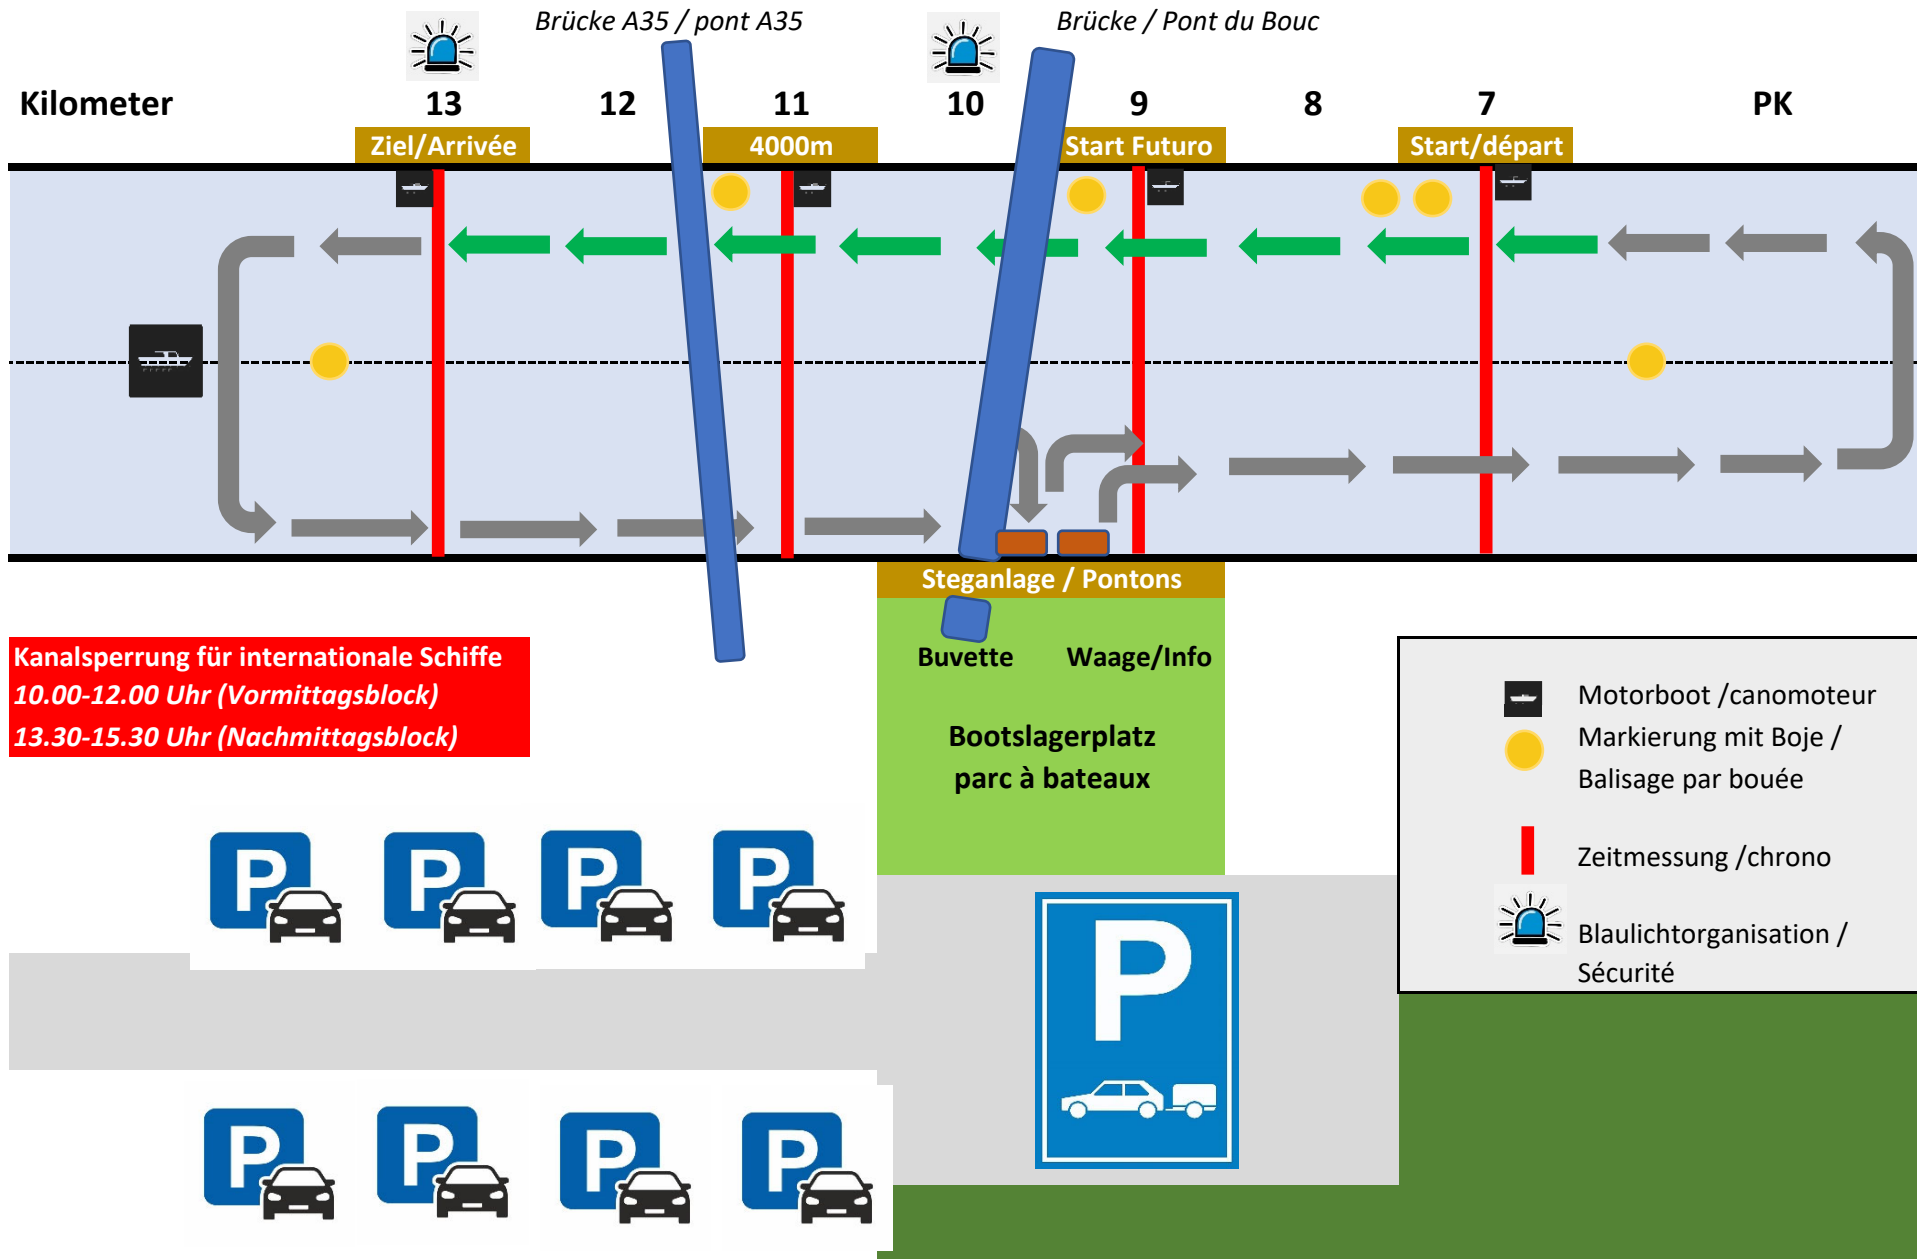 Brücke A35 / pont A35
Brücke / Pont du Bouc
Kilometer 13 12 11 10 9 8 7 PK
Ziel/Arrivée 4000m Start Futuro Start/départ
Steganlage / Pontons
Buvette Waage/Info
Bootslagerplatz
parc à bateaux
Kanalsperrung für internationale Schiffe
10.00-12.00 Uhr (Vormittagsblock)
13.30-15.30 Uhr (Nachmittagsblock)
Motorboot /canomoteur
Markierung mit Boje /
Balisage par bouée
Zeitmessung /chrono
Blaulichtorganisation /
Sécurité
P P P P
P
P P P P